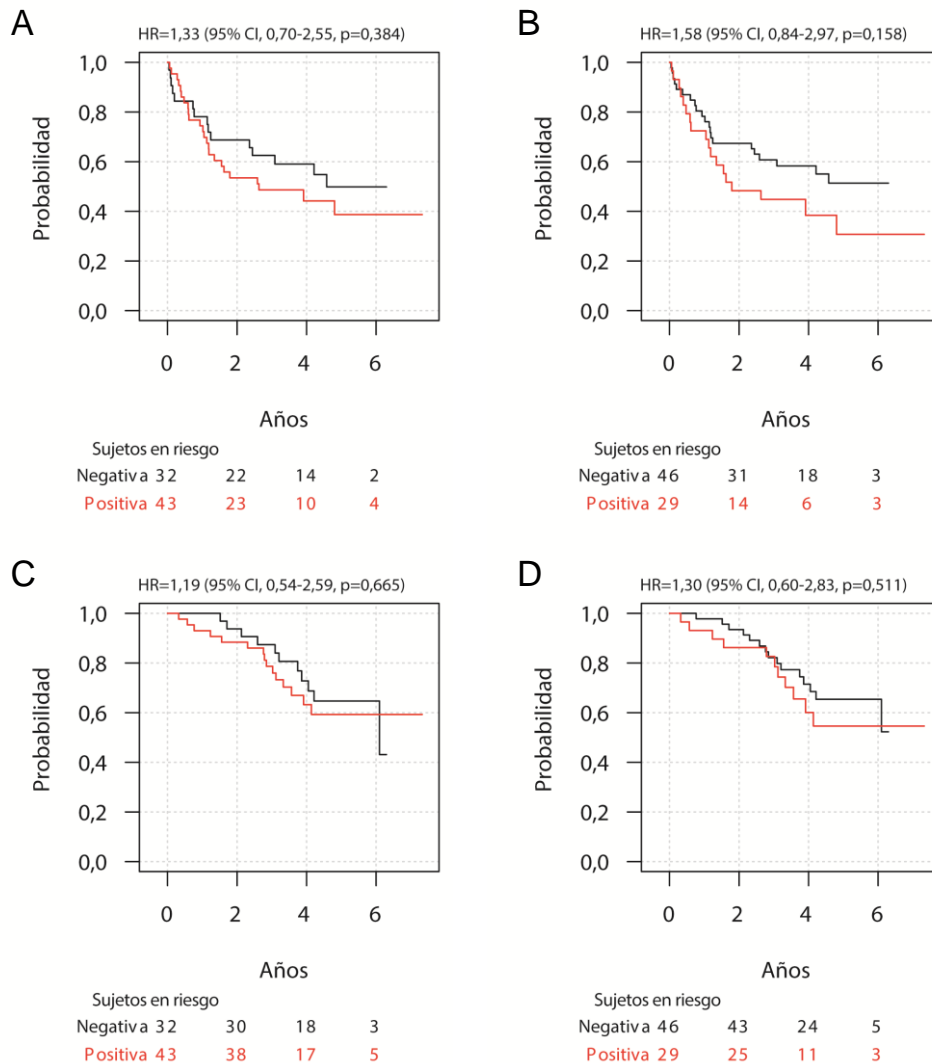 A
HR=1,33 (95% CI, 0,70-2,55, p=0,384)
1,0
0,8
0,6
0,4
0,2
0,0
Probabilidad
0 2 4 6
Años
Sujetos en riesgo
Negativa 32 22 14 2
Positiva 43 23 10 4
B
HR=1,58 (95% CI, 0,84-2,97, p=0,158)
1,0
0,8
0,6
0,4
0,2
0,0
Probabilidad
0 2 4 6
Años
Sujetos en riesgo
Negativa 46 31 18 3
Positiva 29 14 6 3
C
HR=1,19 (95% CI, 0,54-2,59, p=0,665)
1,0
0,8
0,6
0,4
0,2
0,0
Probabilidad
0 2 4 6
Años
Sujetos en riesgo
Negativa 32 30 18 3
Positiva 43 38 17 5
D
HR=1,30 (95% CI, 0,60-2,83, p=0,511)
1,0
0,8
0,6
0,4
0,2
0,0
Probabilidad
0 2 4 6
Años
Sujetos en riesgo
Negativa 46 43 24 5
Positiva 29 25 11 3